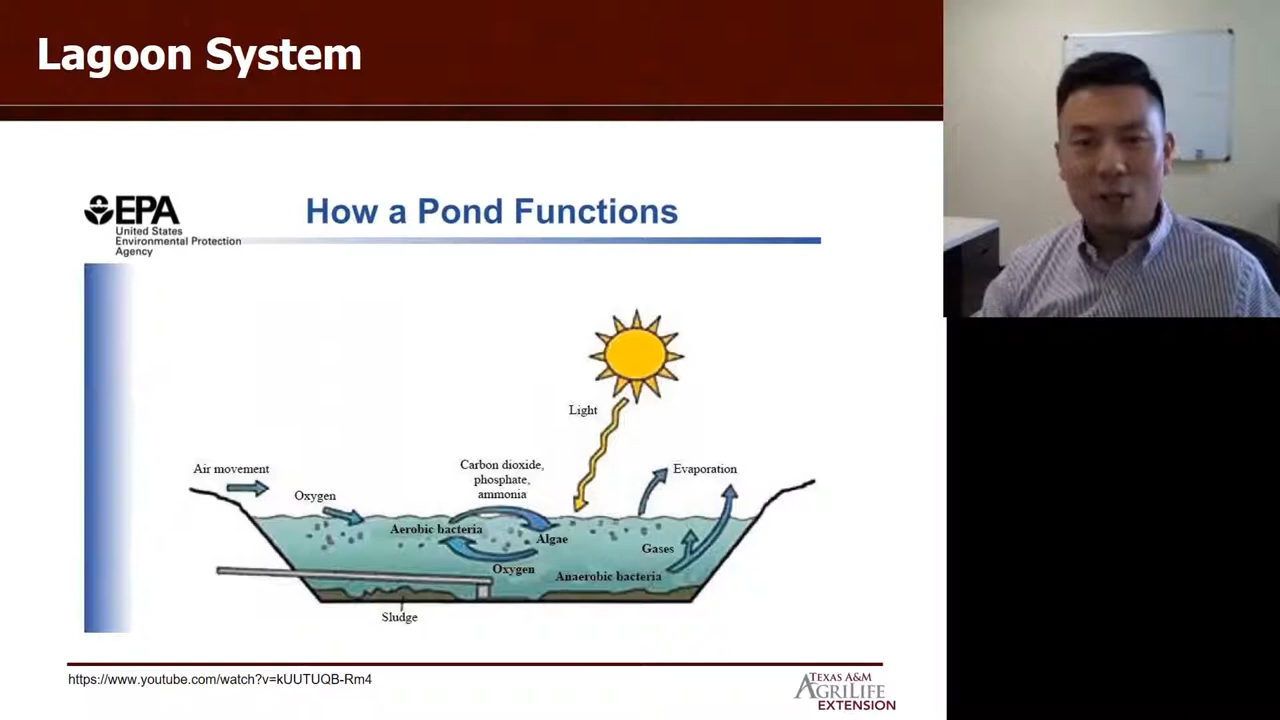 Lagoon System
EPA
United States
Environmental Protection
Agency
How a Pond Functions
Light
Air movement
Carbon dioxide,
phosphate,
ammonia
Evaporation
Oxygen
Aerobic bacteria
Algae
Gases
Oxygen
Anaerobic bacteria
Sludge
https://www.youtube.com/watch?v=kUUTUQB-Rm4
TEXAS A&M
AGRILIFE
EXTENSION